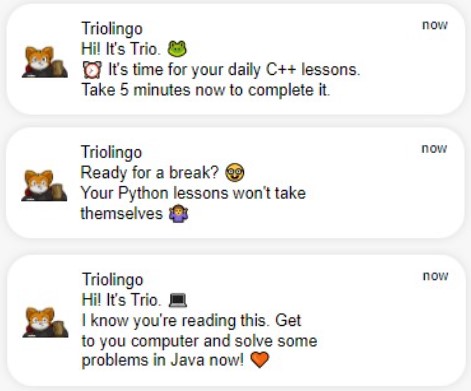 Triolingo
now
Hi! It's Trio. 🐸
⏰ It's time for your daily C++ lessons.
Take 5 minutes now to complete it.
Triolingo
now
Ready for a break? 🤓
Your Python lessons won't take
themselves 🤷‍♀️
Triolingo
now
Hi! It's Trio. 💻
I know you're reading this. Get
to you computer and solve some
problems in Java now! ❤️